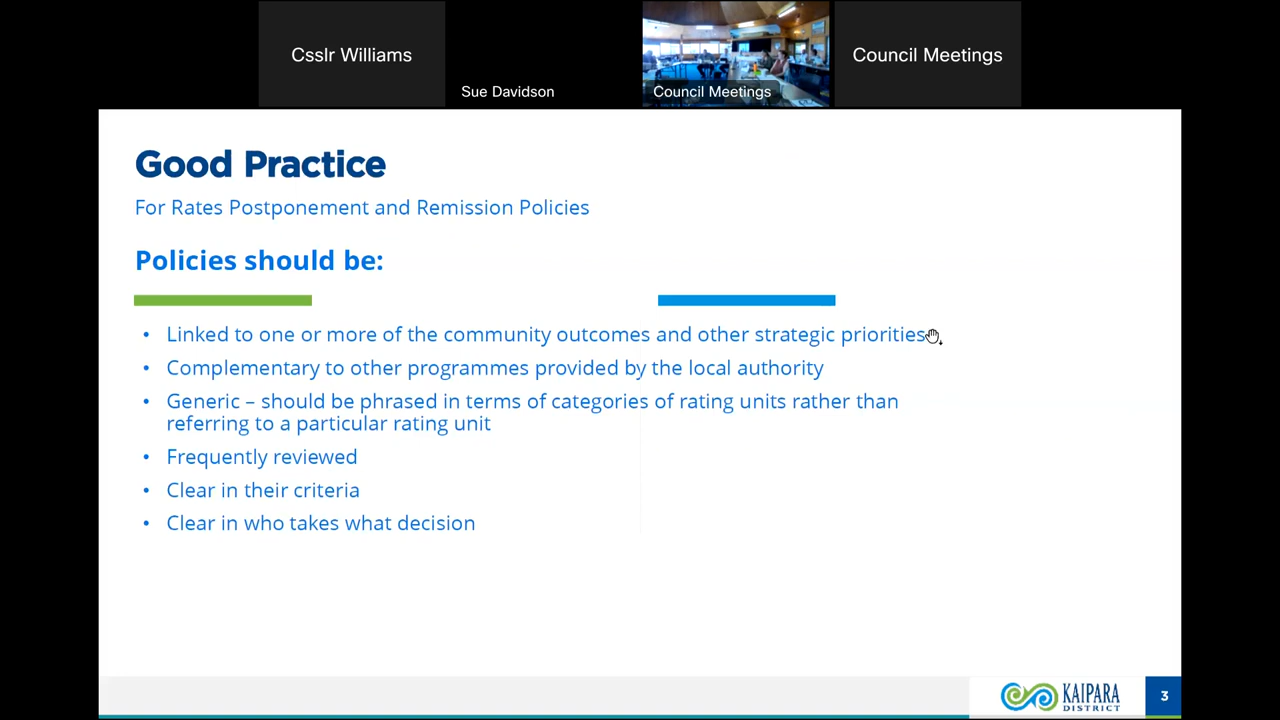 Csslr Williams
Sue Davidson
Council Meetings
Council Meetings
Good Practice
For Rates Postponement and Remission Policies
Policies should be:
• Linked to one or more of the community outcomes and other strategic priorities
• Complementary to other programmes provided by the local authority
• Generic – should be phrased in terms of categories of rating units rather than
referring to a particular rating unit
• Frequently reviewed
• Clear in their criteria
• Clear in who takes what decision
KAIPARA
DISTRICT
3